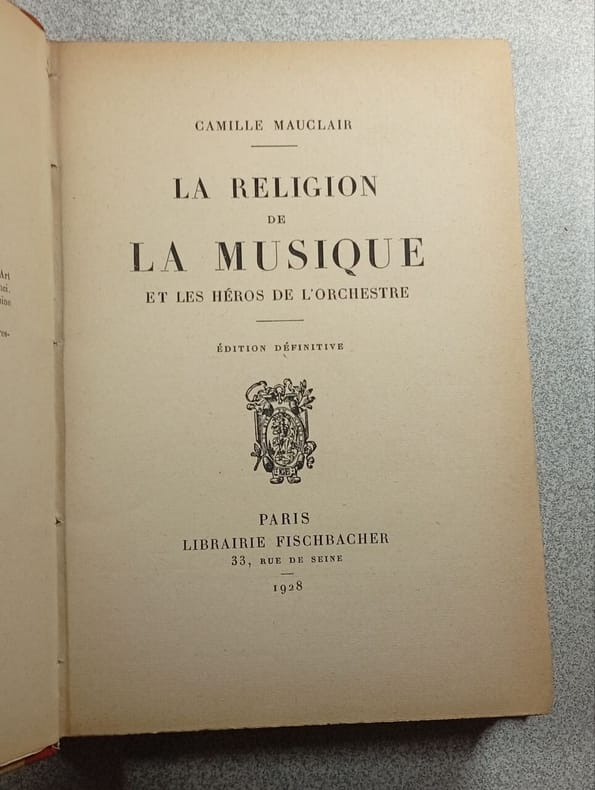 Art
CAMILLE MAUCLAIR
LA RELIGION
DE
LA MUSIQUE
ET LES HÉROS DE L'ORCHESTRE
ÉDITION DÉFINITIVE
PARIS
LIBRAIRIE FISCHBACHER
33, RUE DE SEINE
1928